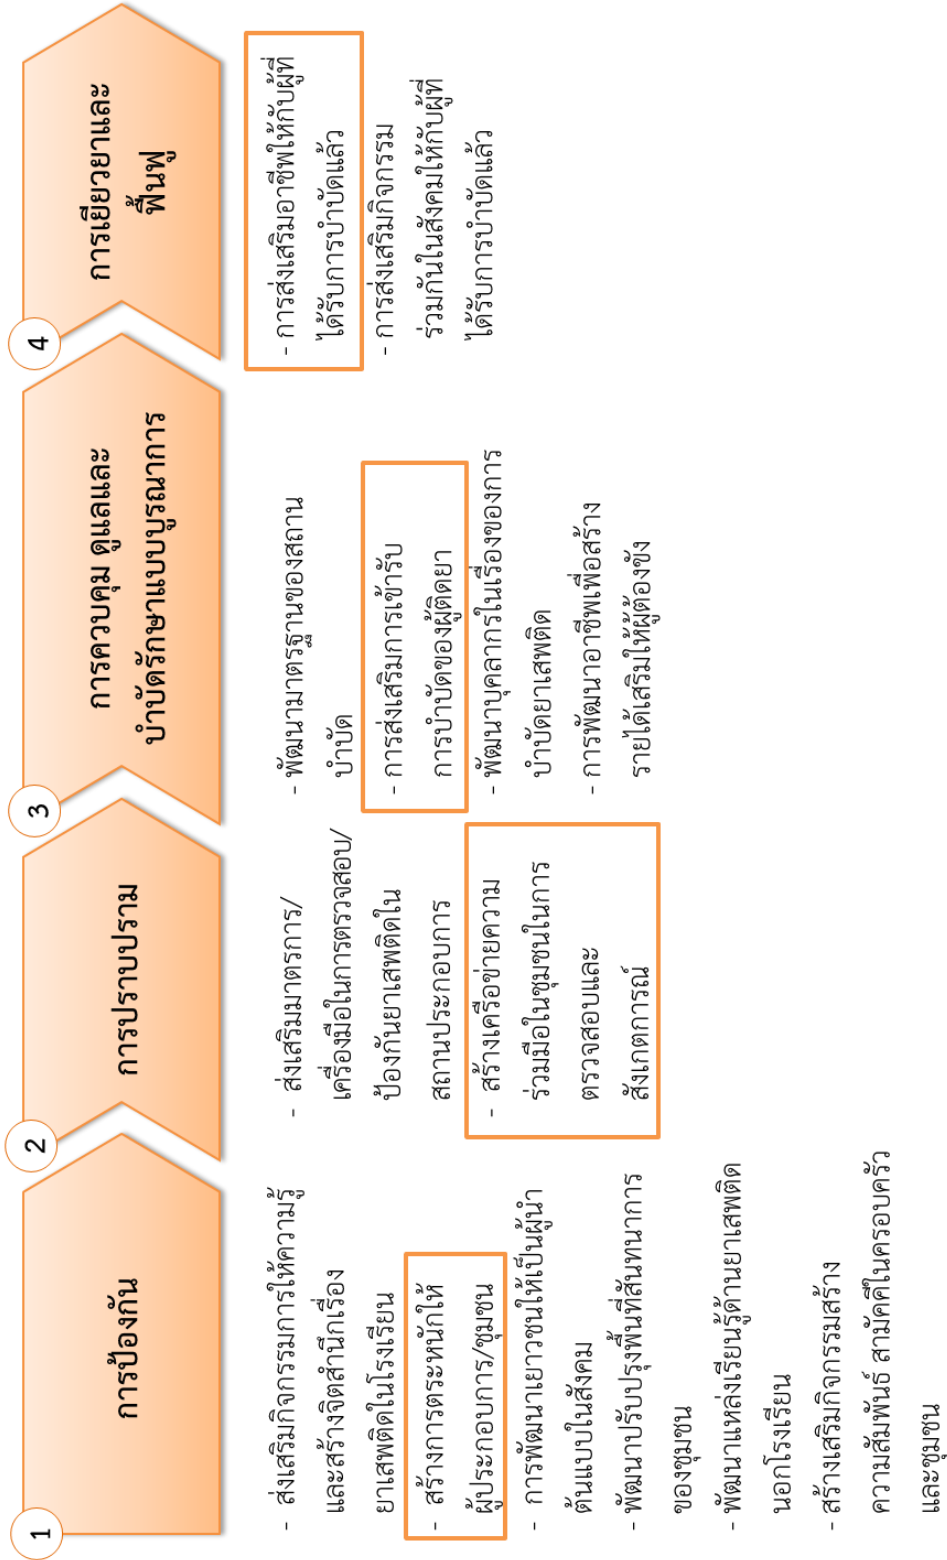 1
การป้องกัน
- ส่งเสริมกิจกรรมการให้ความรู้
และสร้างจิตสำนึกเรื่อง
ยาเสพติดในโรงเรียน
- สร้างการตระหนักให้
ผู้ประกอบการ/ชุมชน
- การพัฒนาเยาวชนให้เป็นผู้นำ
ต้นแบบในสังคม
- พัฒนาปรับปรุงพื้นที่สันทนาการ
ของชุมชน
- พัฒนาแหล่งเรียนรู้ด้านยาเสพติด
นอกโรงเรียน
- สร้างเสริมกิจกรรมสร้าง
ความสัมพันธ์ สามัคคีในครอบครัว
และชุมชน
2
การปราบปราม
- ส่งเสริมมาตรการ/
เครื่องมือในการตรวจสอบ/
ป้องกันยาเสพติดใน
สถานประกอบการ
- สร้างเครือข่ายความ
ร่วมมือในชุมชนในการ
ตรวจสอบและ
สังเกตการณ์
3
การควบคุม ดูแลและ
บำบัดรักษาแบบบูรณาการ
- พัฒนามาตรฐานของสถาน
บำบัด
- การส่งเสริมการเข้ารับ
การบำบัดของผู้ติดยา
- พัฒนาบุคลากรในเรื่องของการ
บำบัดยาเสพติด
- การพัฒนาอาชีพเพื่อสร้าง
รายได้เสริมให้ผู้ต้องขัง
4
การเยียวยาและ
ฟื้นฟู
- การส่งเสริมอาชีพให้กับผู้ที่
ได้รับการบำบัดแล้ว
- การส่งเสริมกิจกรรม
ร่วมกันในสังคมให้กับผู้ที่
ได้รับการบำบัดแล้ว